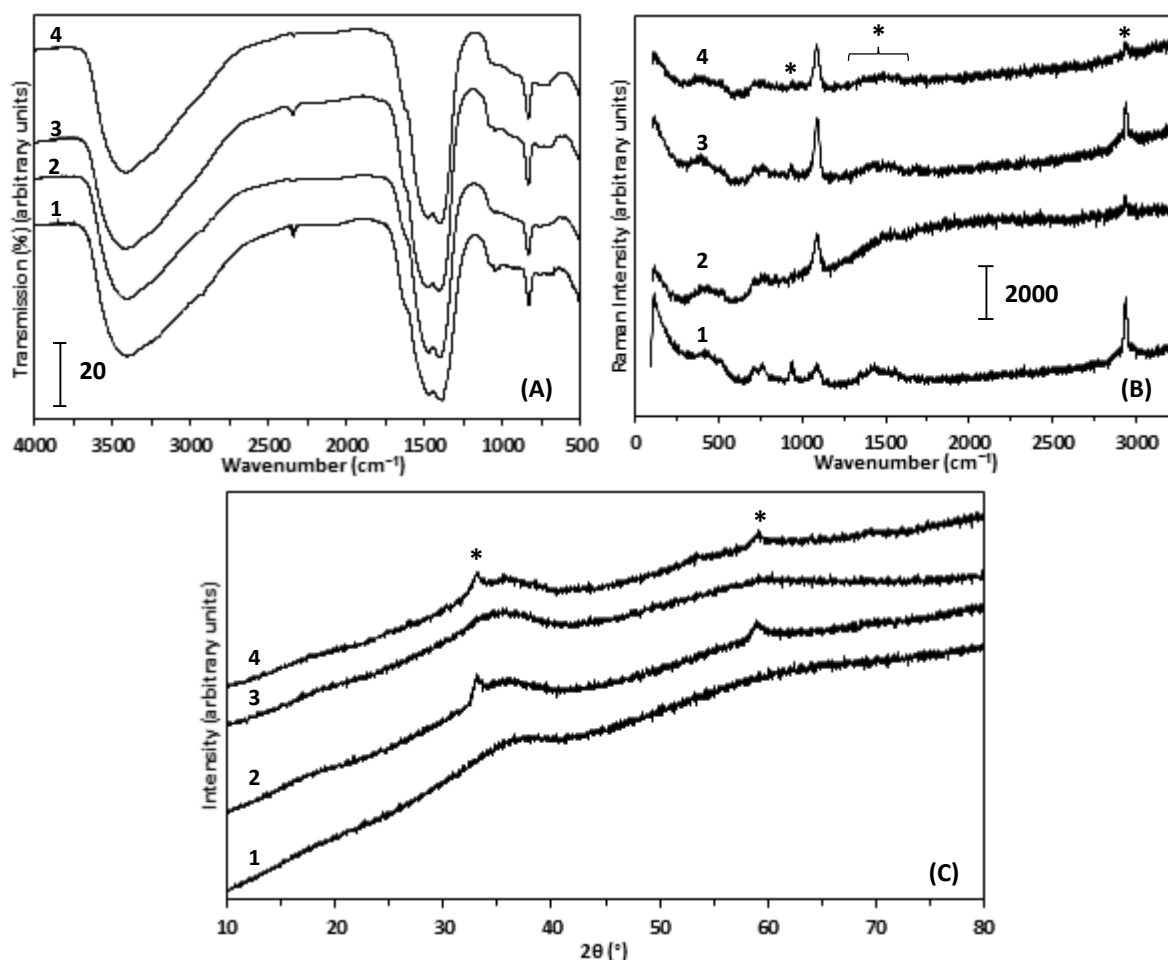 4
3
2
1
20
(A)
Transmission (%) (arbitrary units)
4000 3500 3000 2500 2000 1500 1000 500
Wavenumber (cm⁻¹)
*
*
*
4
3
2
1
2000
(B)
Raman Intensity (arbitrary units)
0 500 1000 1500 2000 2500 3000
Wavenumber (cm⁻¹)
*
*
4
3
2
1
(C)
Intensity (arbitrary units)
10 20 30 40 50 60 70 80
2θ (°)